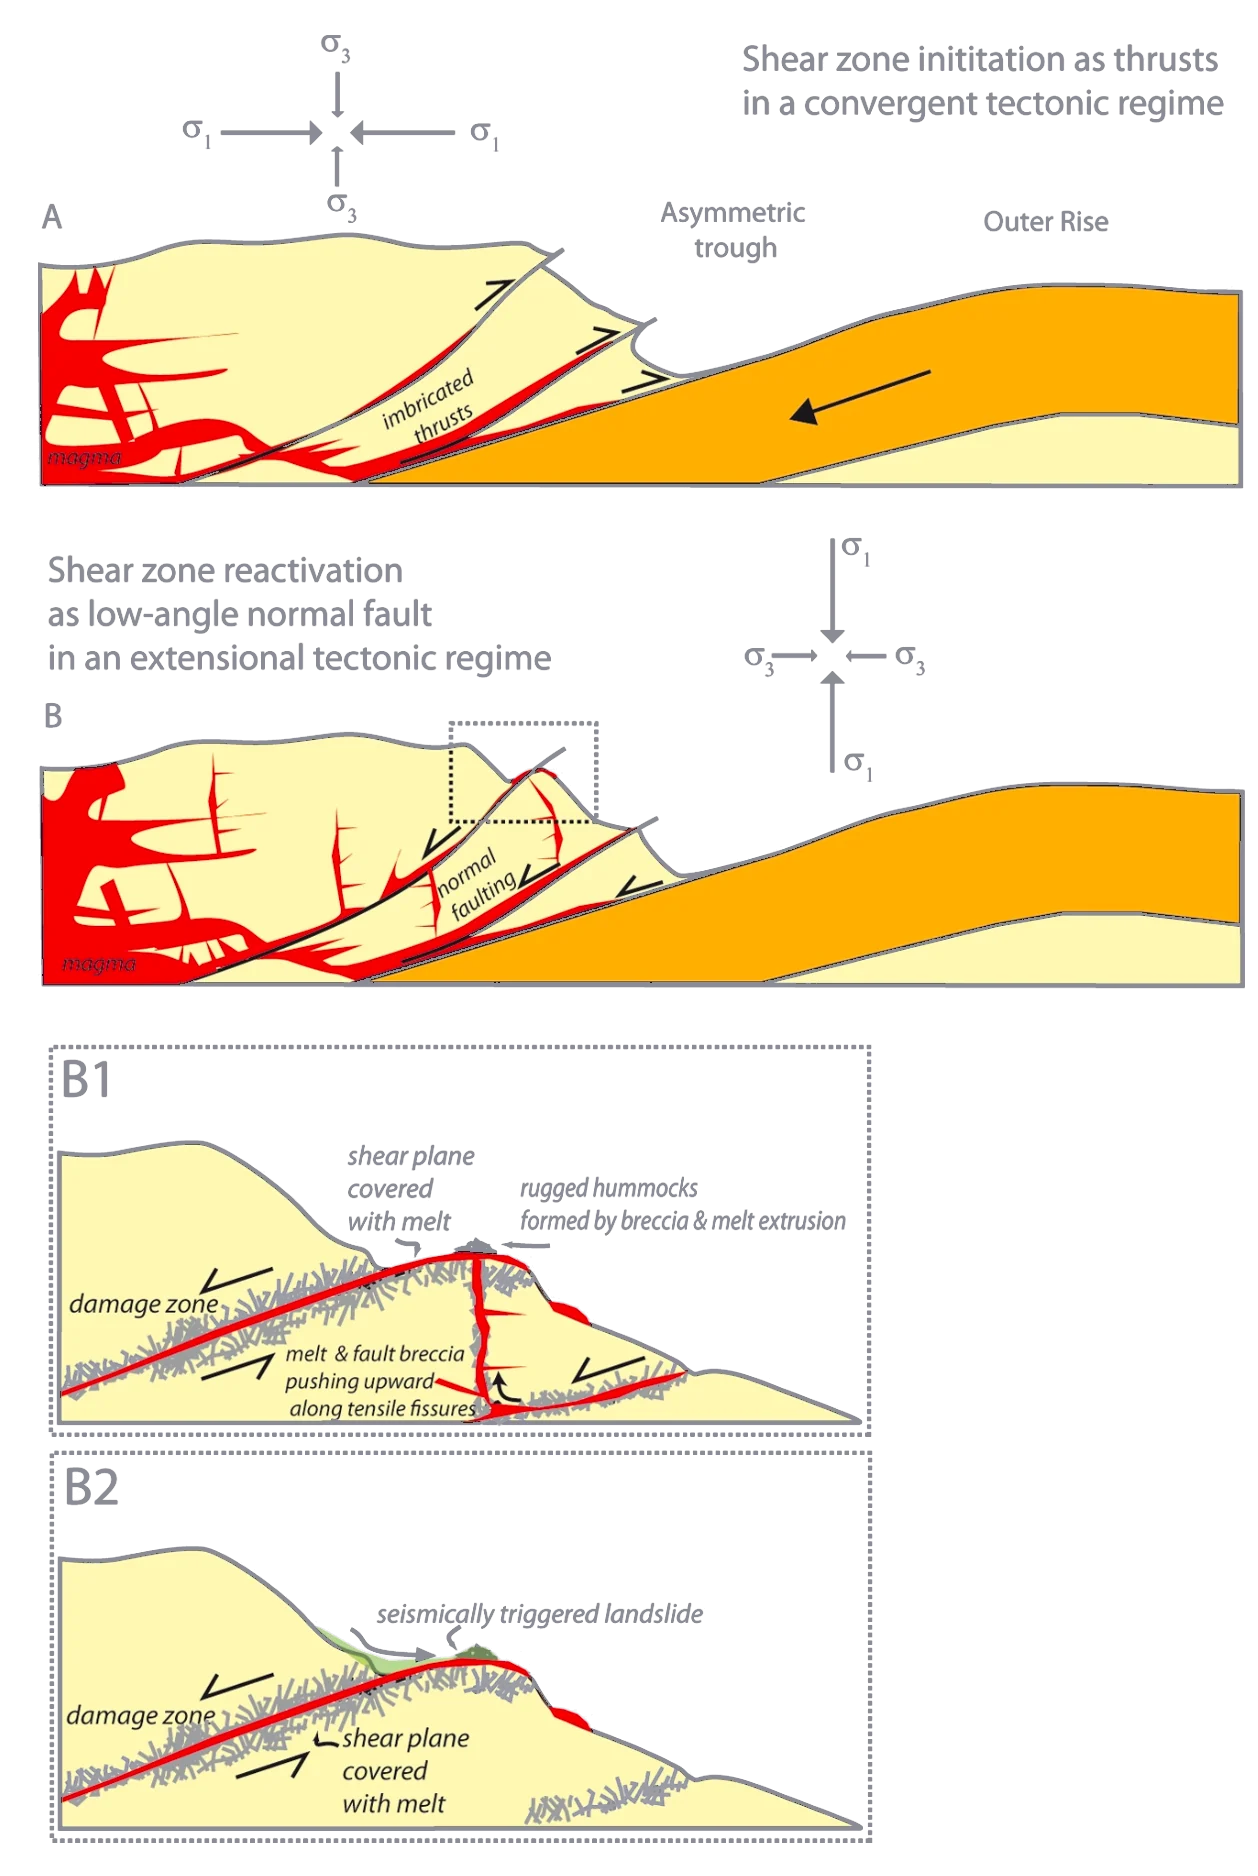 σ3
Shear zone inititation as thrusts
in a convergent tectonic regime
σ1 σ1
σ3
A
Asymmetric
trough
Outer Rise
imbricated
thrusts
magma
σ1
Shear zone reactivation
as low-angle normal fault
in an extensional tectonic regime
σ3 σ3
B
σ1
normal
faulting
magma
B1
shear plane
covered
with melt
rugged hummocks
formed by breccia & melt extrusion
damage zone
melt & fault breccia
pushing upward
along tensile fissures
B2
seismically triggered landslide
damage zone
shear plane
covered
with melt